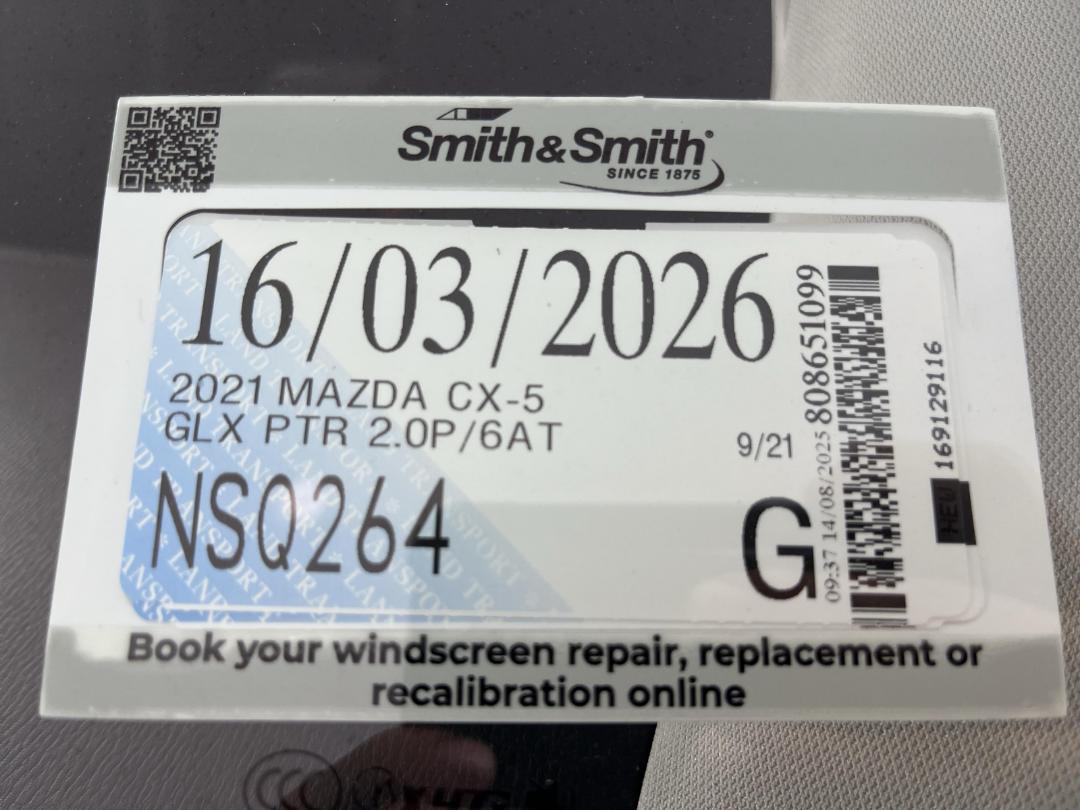 Smith&Smith®
SINCE 1875
16/03/2026
2021 MAZDA CX-5
GLX PTR 2.0P/6AT
9/21
NSQ264
G
09:37 14/08/2025 808651099
169129116
Book your windscreen repair, replacement or
recalibration online